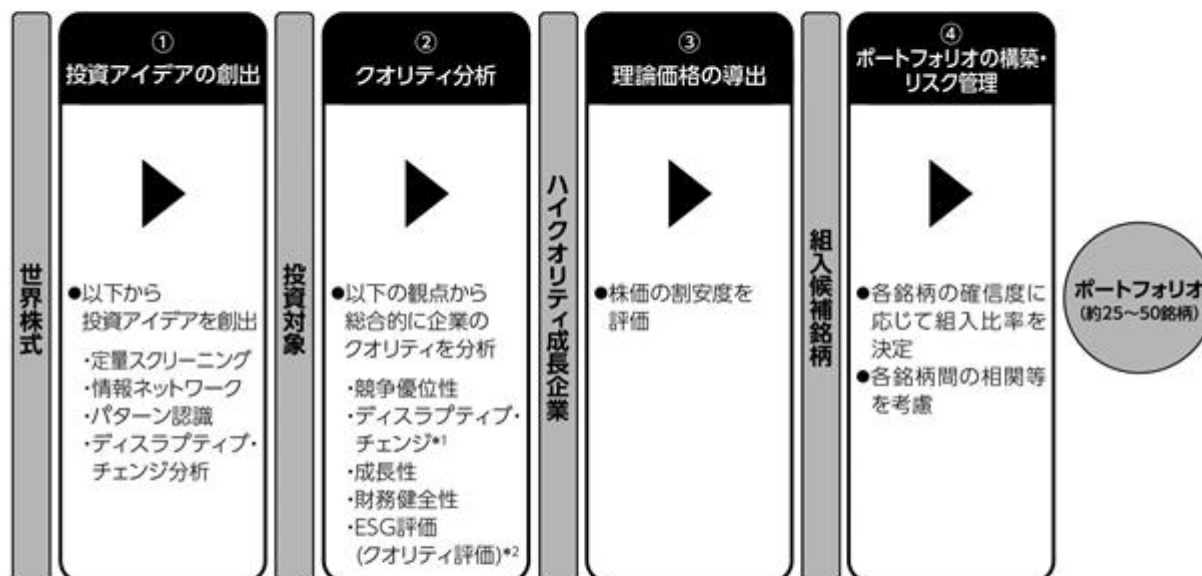 世界株式
①
投資アイデアの創出
●以下から
投資アイデアを創出
・定量スクリーニング
・情報ネットワーク
・パターン認識
・ディスラプティブ・
チェンジ分析
投資対象
②
クオリティ分析
●以下の観点から
総合的に企業の
クオリティを分析
・競争優位性
・ディスラプティブ・
チェンジ*1
・成長性
・財務健全性
・ESG評価
(クオリティ評価)*2
ハイクオリティ成長企業
③
理論価格の導出
●株価の割安度を
評価
組入候補銘柄
④
ポートフォリオの構築・
リスク管理
●各銘柄の確信度に
応じて組入比率を
決定
●各銘柄間の相関等
を考慮
ポートフォリオ
(約25～50銘柄)